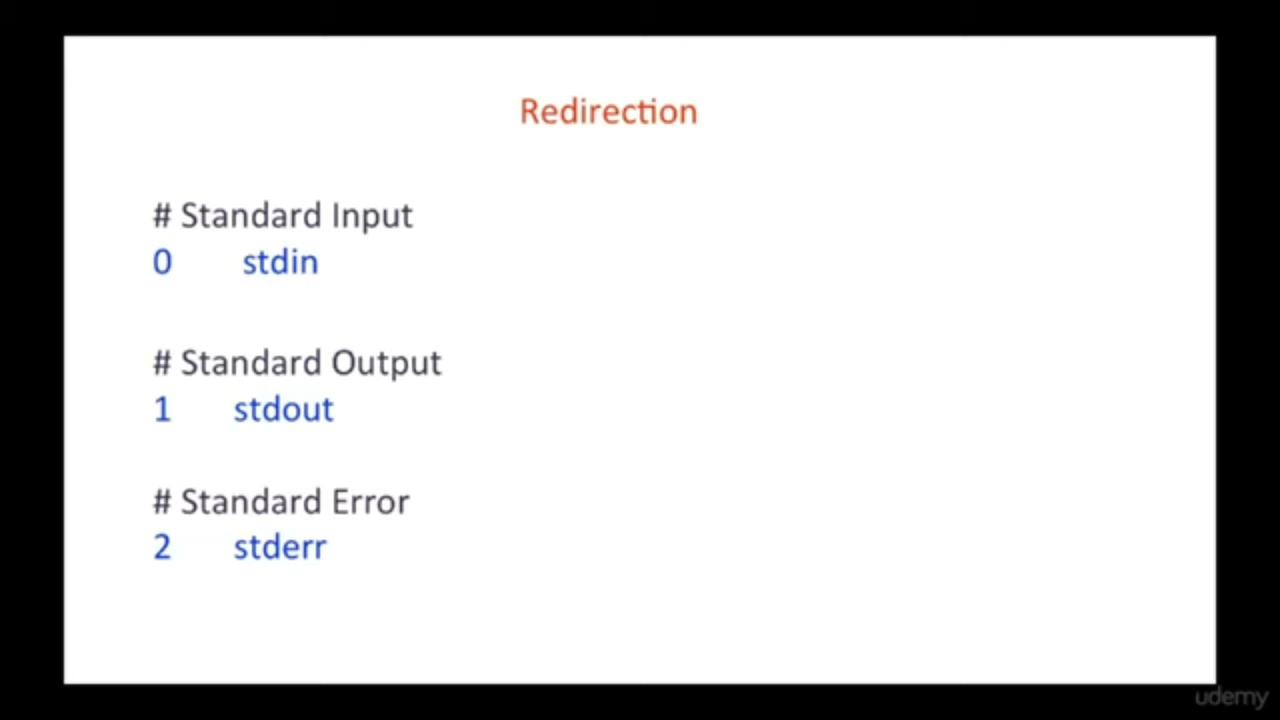 Redirection
# Standard Input
0 stdin
# Standard Output
1 stdout
# Standard Error
2 stderr
udemy